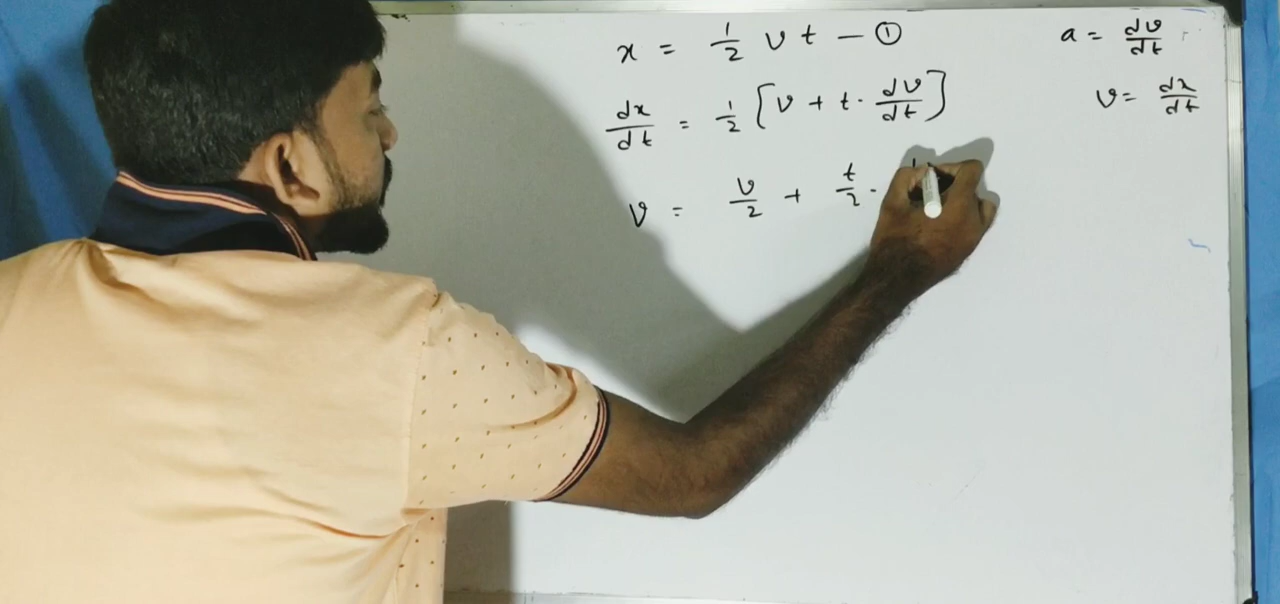 x = 1/2 v t — ①
a = dv/dt
dx/dt = 1/2 [v + t · dv/dt]
v = dx/dt
v = v/2 + t/2 ·